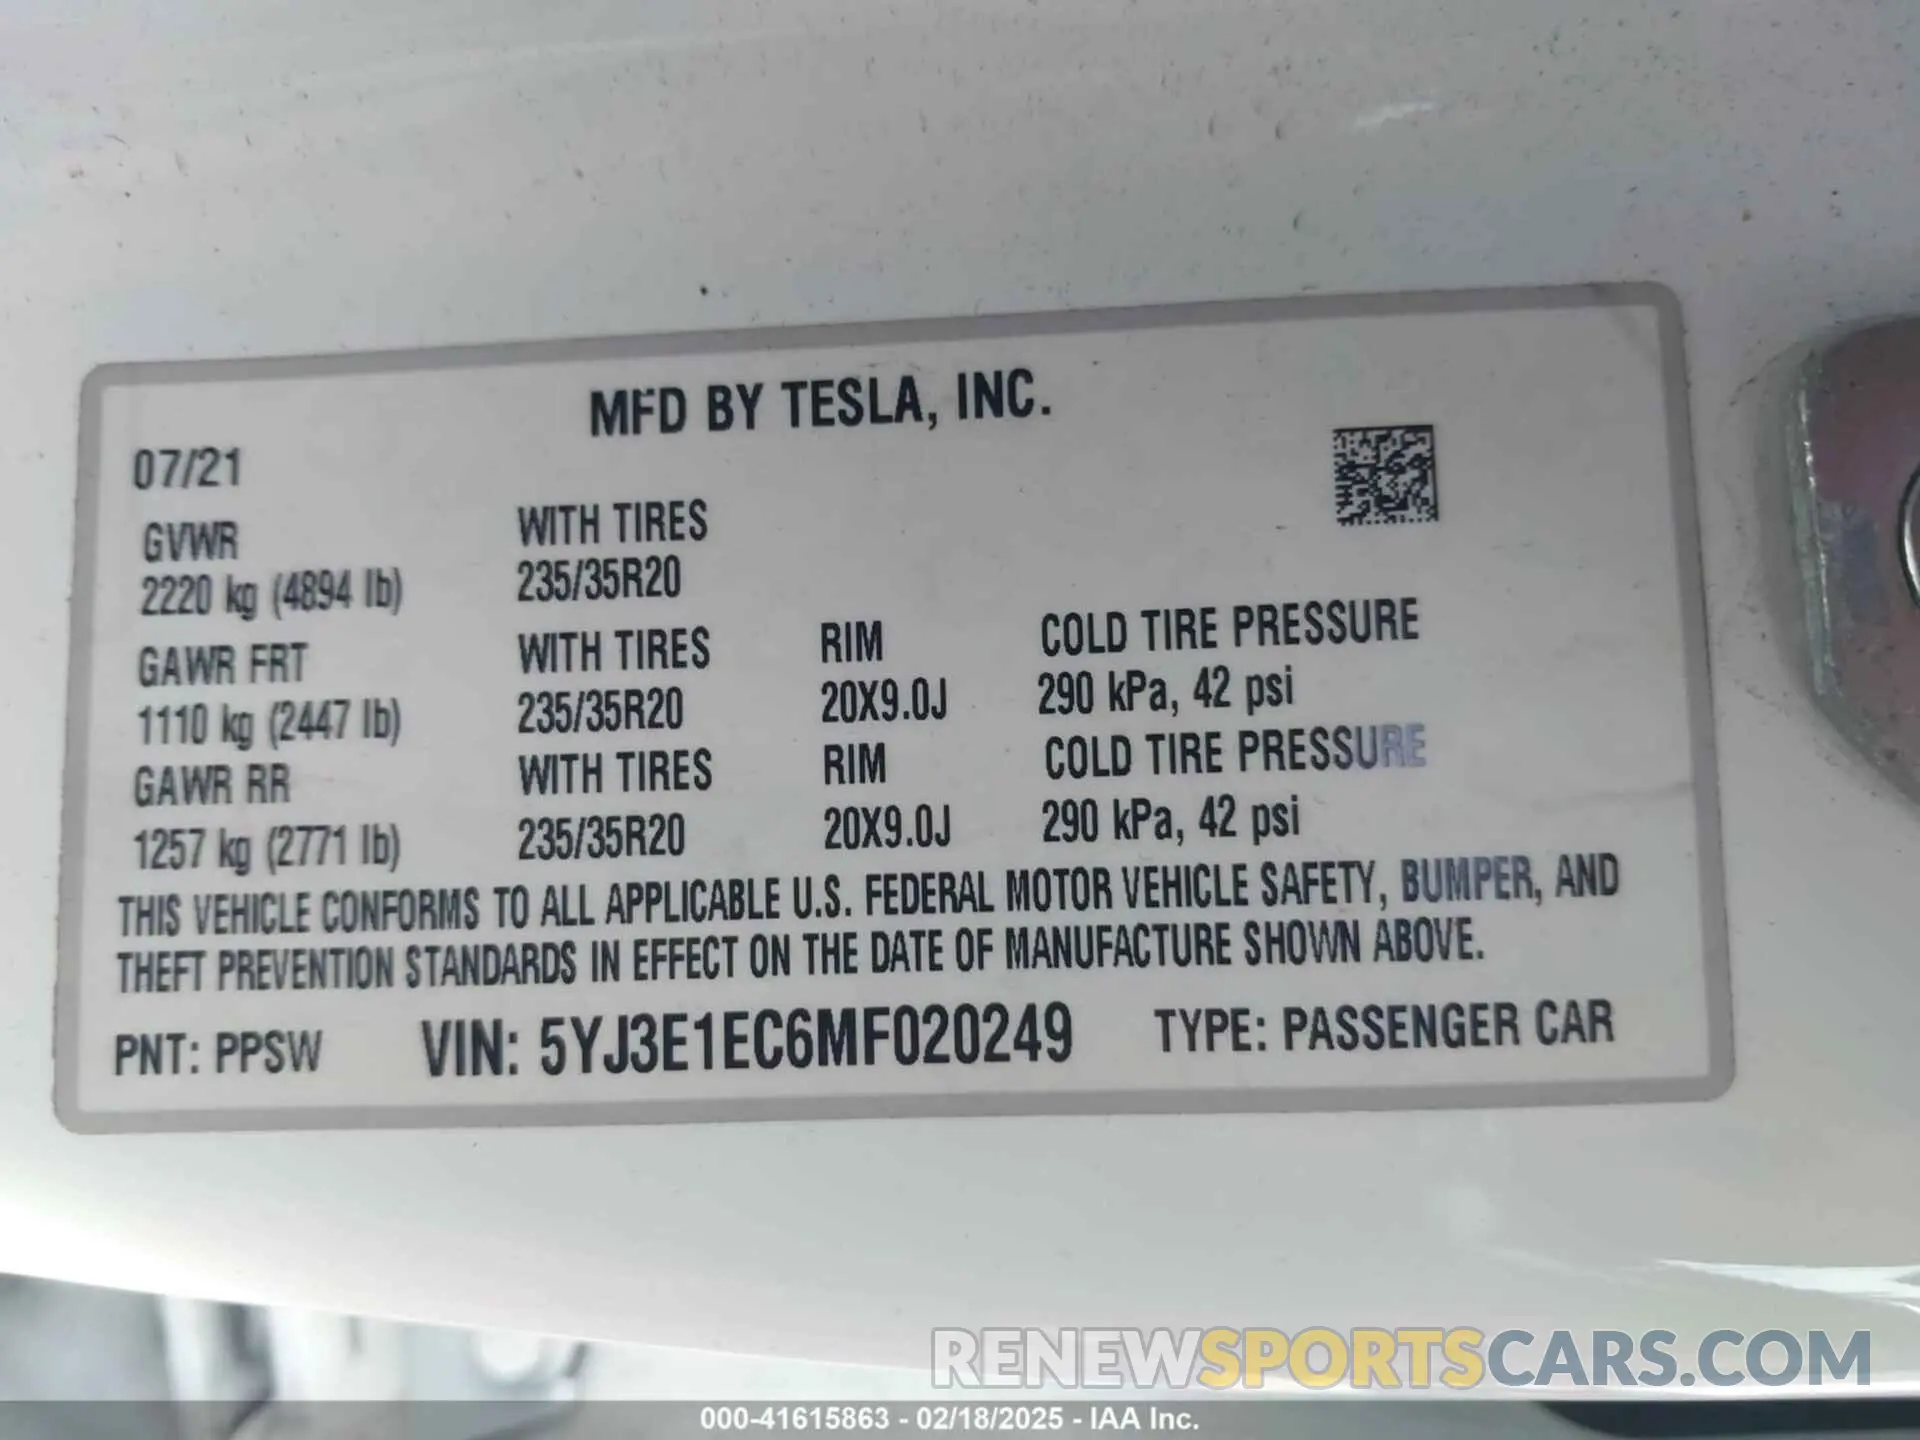 MFD BY TESLA, INC.
07/21
GVWR WITH TIRES
2220 kg (4894 lb) 235/35R20
GAWR FRT WITH TIRES RIM COLD TIRE PRESSURE
1110 kg (2447 lb) 235/35R20 20X9.0J 290 kPa, 42 psi
GAWR RR WITH TIRES RIM COLD TIRE PRESSURE
1257 kg (2771 lb) 235/35R20 20X9.0J 290 kPa, 42 psi
THIS VEHICLE CONFORMS TO ALL APPLICABLE U.S. FEDERAL MOTOR VEHICLE SAFETY, BUMPER, AND
THEFT PREVENTION STANDARDS IN EFFECT ON THE DATE OF MANUFACTURE SHOWN ABOVE.
PNT: PPSW VIN: 5YJ3E1EC6MF020249 TYPE: PASSENGER CAR
RENEWSPORTSCARS.COM
000-41615863 - 02/18/2025 - IAA Inc.